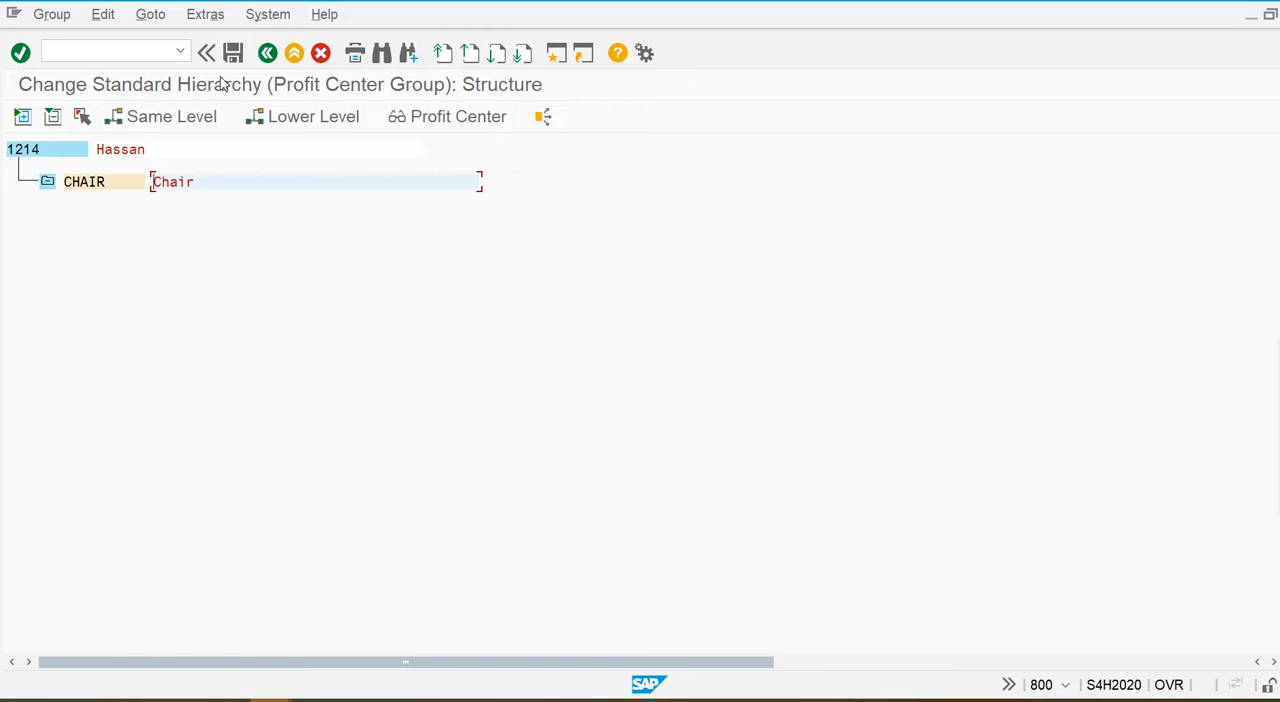 Group Edit Goto Extras System Help
Change Standard Hierarchy (Profit Center Group): Structure
Same Level Lower Level Profit Center
1214 Hassan
CHAIR Chair
SAP 800 S4H2020 OVR